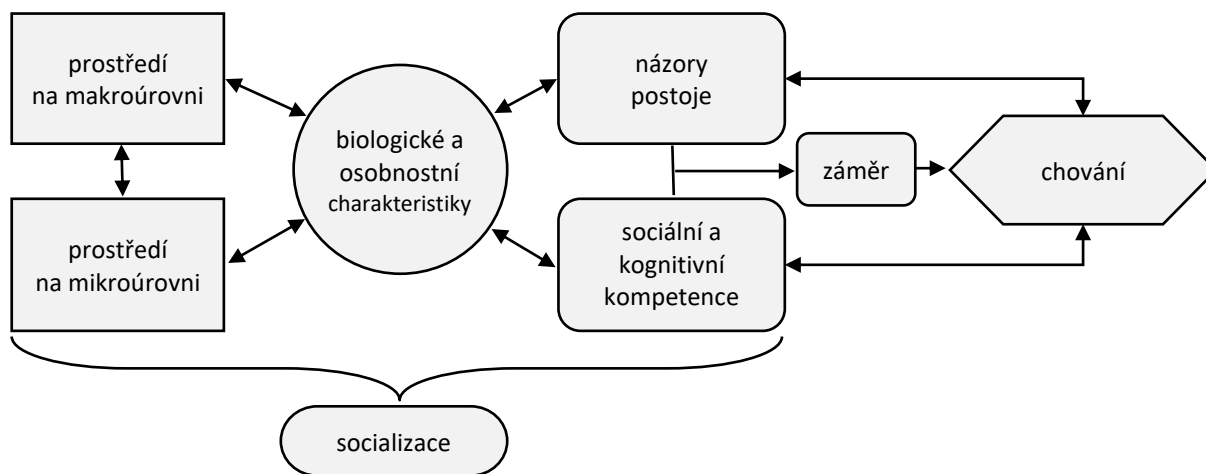 prostředí
na makroúrovni
prostředí
na mikroúrovni
biologické a
osobnostní
charakteristiky
názory
postoje
sociální a
kognitivní
kompetence
záměr
chování
socializace